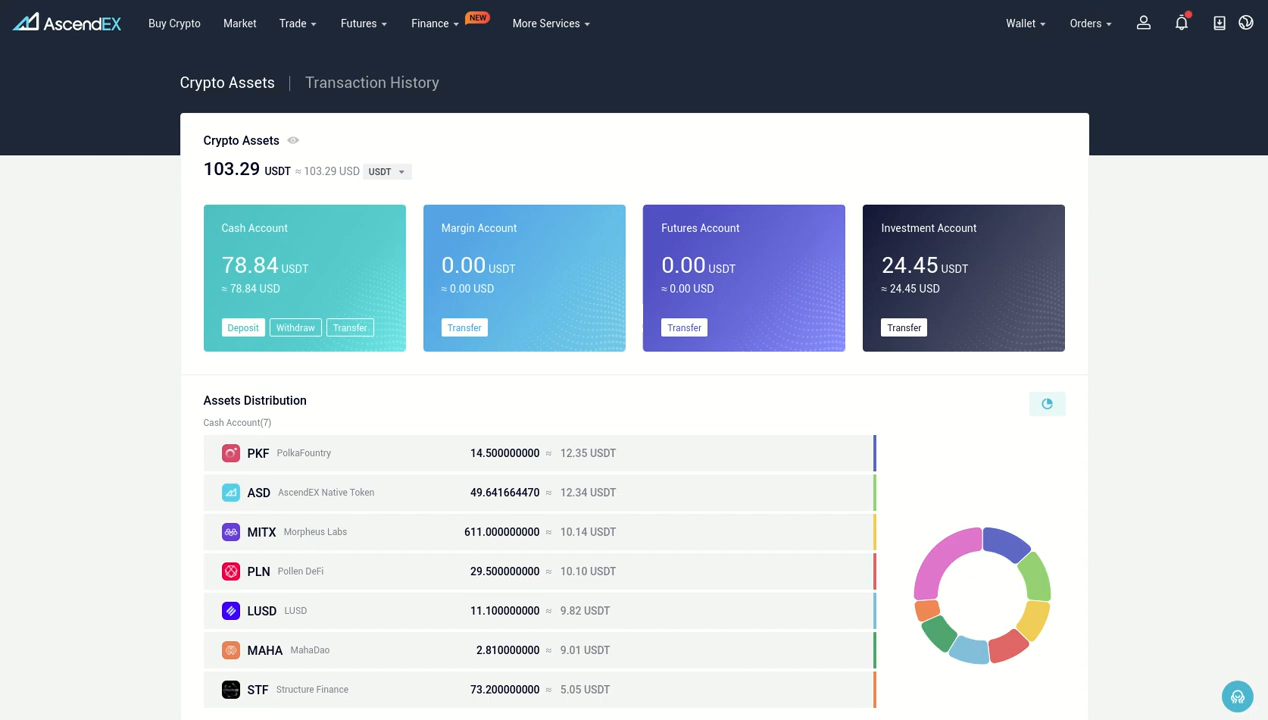 AscendEX Buy Crypto Market Trade Futures Finance NEW More Services Wallet Orders
Crypto Assets | Transaction History
Crypto Assets
103.29 USDT ≈ 103.29 USD USDT
Cash Account
78.84 USDT
≈ 78.84 USD
Deposit Withdraw Transfer
Margin Account
0.00 USDT
≈ 0.00 USD
Transfer
Futures Account
0.00 USDT
≈ 0.00 USD
Transfer
Investment Account
24.45 USDT
≈ 24.45 USD
Transfer
Assets Distribution
Cash Account(7)
PKF PolkaFountry 14.500000000 ≈ 12.35 USDT
ASD AscendEX Native Token 49.641664470 ≈ 12.34 USDT
MITX Morpheus Labs 611.000000000 ≈ 10.14 USDT
PLN Pollen DeFi 29.500000000 ≈ 10.10 USDT
LUSD LUSD 11.100000000 ≈ 9.82 USDT
MAHA MahaDao 2.810000000 ≈ 9.01 USDT
STF Structure Finance 73.200000000 ≈ 5.05 USDT